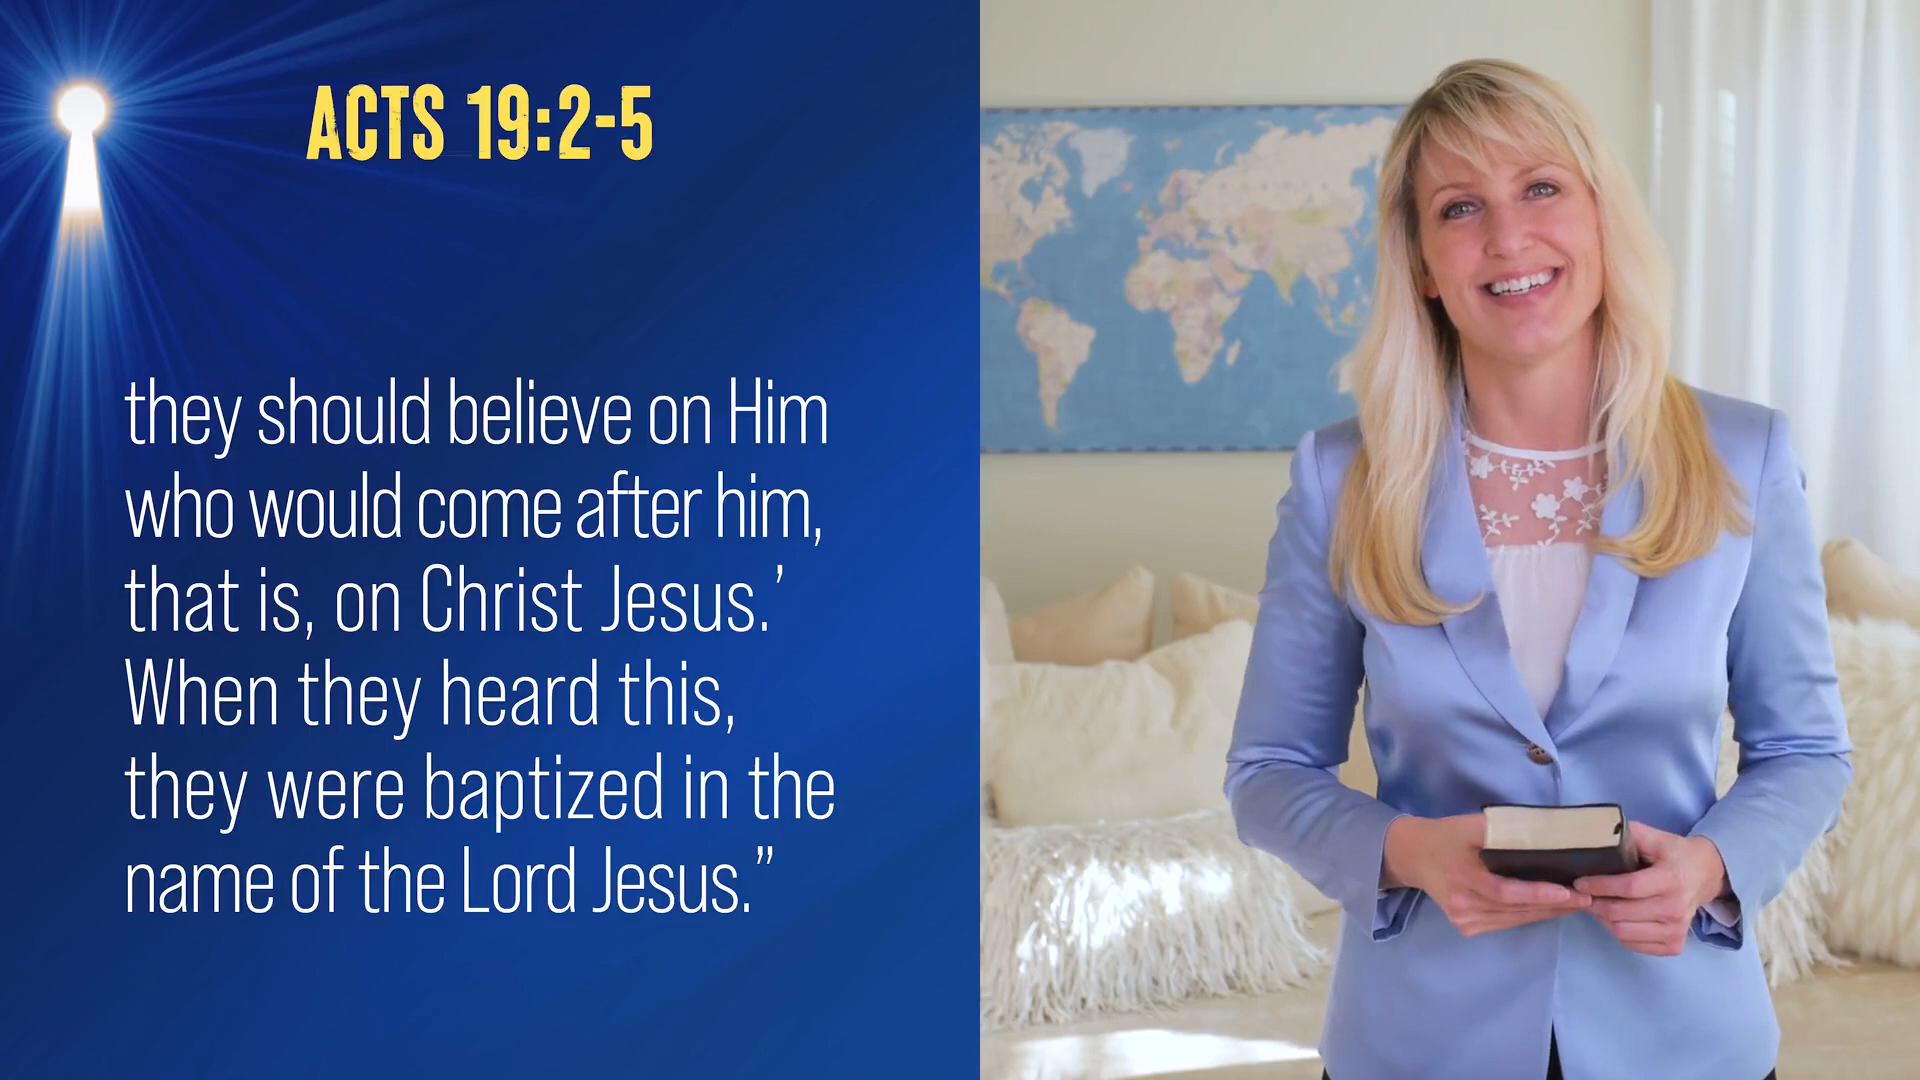 ACTS 19:2-5
they should believe on Him
who would come after him,
that is, on Christ Jesus.’
When they heard this,
they were baptized in the
name of the Lord Jesus.”